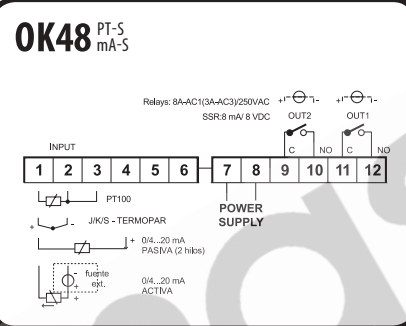 OK48 PT-S
mA-S
Relays: 8A-AC1(3A-AC3)/250VAC
SSR:8 mA/ 8 VDC
+ - + -
OUT2 OUT1
INPUT
C NO C NO
1 2 3 4 5 6 7 8 9 10 11 12
PT100
POWER
SUPPLY
+ - J/K/S - TERMOPAR
+ 0/4...20 mA
PASIVA (2 hilos)
fuente
ext.
- +
+
0/4...20 mA
ACTIVA